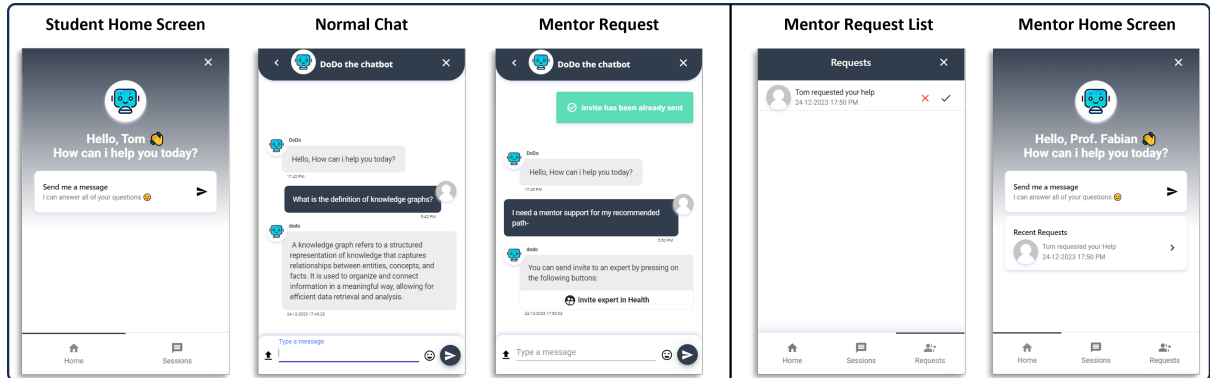 Student Home Screen
Hello, Tom
How can i help you today?
Send me a message
I can answer all of your questions
Home
Sessions
Normal Chat
DoDo the chatbot
DoDo
Hello, How can i help you today?
17:42 PM
What is the definition of knowledge graphs?
5:42 PM
dodo
A knowledge graph refers to a structured
representation of knowledge that captures
relationships between entities, concepts, and
facts. It is used to organize and connect
information in a meaningful way, allowing for
efficient data retrieval and analysis.
Type a message
Mentor Request
DoDo the chatbot
invite has been already sent
DoDo
Hello, How can i help you today?
I need a mentor support for my recommended
path-
5:50 PM
dodo
You can send invite to an expert by pressing on
the following buttons:
invite expert in Health
Type a message
Mentor Request List
Requests
Tom requested your help
24-12-2023 17:50 PM
Home
Sessions
Requests
Mentor Home Screen
Hello, Prof. Fabian
How can i help you today?
Send me a message
I can answer all of your questions
Recent Requests
Tom requested your Help
24-12-2023 17:50 PM
Home
Sessions
Requests